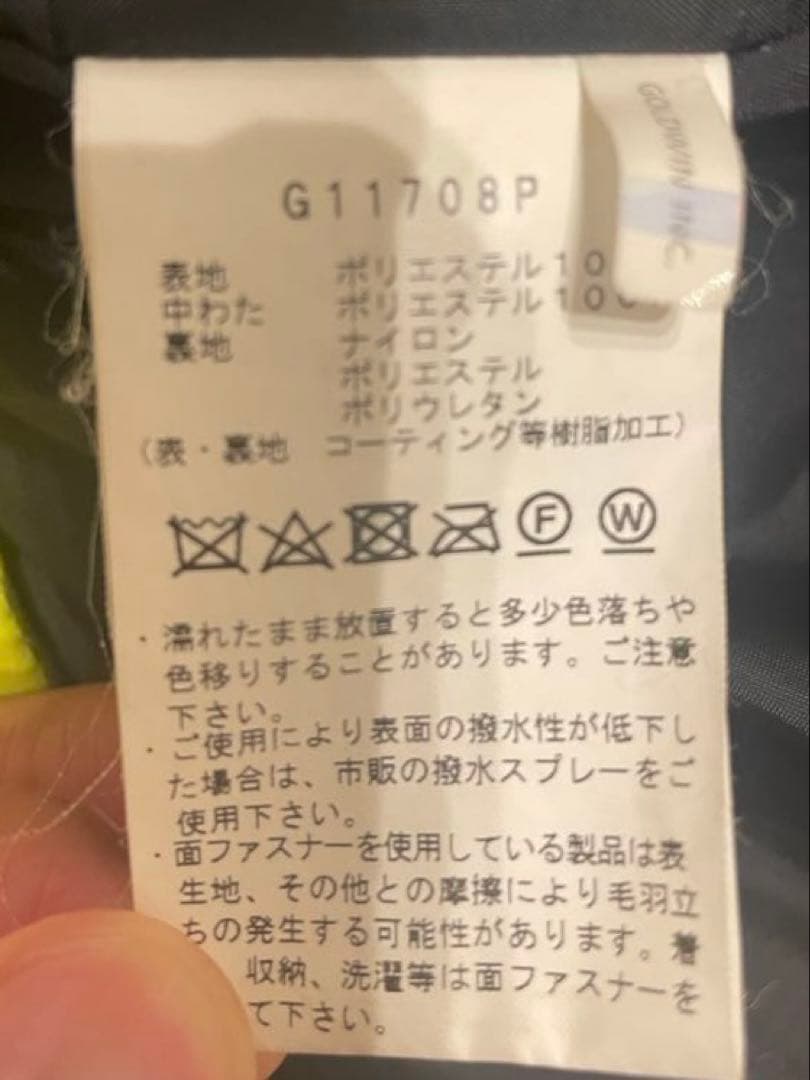 GOLDWIN INC.
G11708P
表地 ポリエステル10
中わた ポリエステル100
裏地 ナイロン
ポリエステル
ポリウレタン
(表・裏地 コーティング等樹脂加工)
F W
・濡れたまま放置すると多少色落ちや
色移りすることがあります。ご注意
下さい。
・ご使用により表面の撥水性が低下し
た場合は、市販の撥水スプレーをご
使用下さい。
・面ファスナーを使用している製品は表
生地、その他との摩擦により毛羽立
ちの発生する可能性があります。着
収納、洗濯等は面ファスナーを
て下さい。